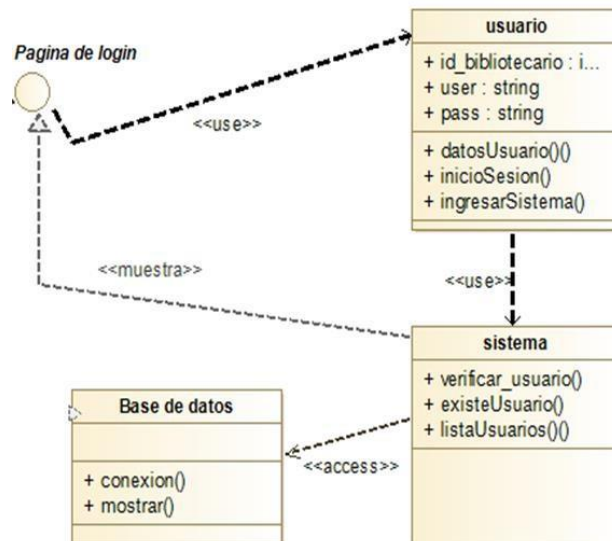 Pagina de login
usuario
+ id_bibliotecario : i...
+ user : string
+ pass : string
+ datosUsuario()()
+ inicioSesion()
+ ingresarSistema()
<<use>>
<<muestra>>
<<use>>
sistema
+ verificar_usuario()
+ existeUsuario()
+ listaUsuarios()()
Base de datos
+ conexion()
+ mostrar()
<<access>>